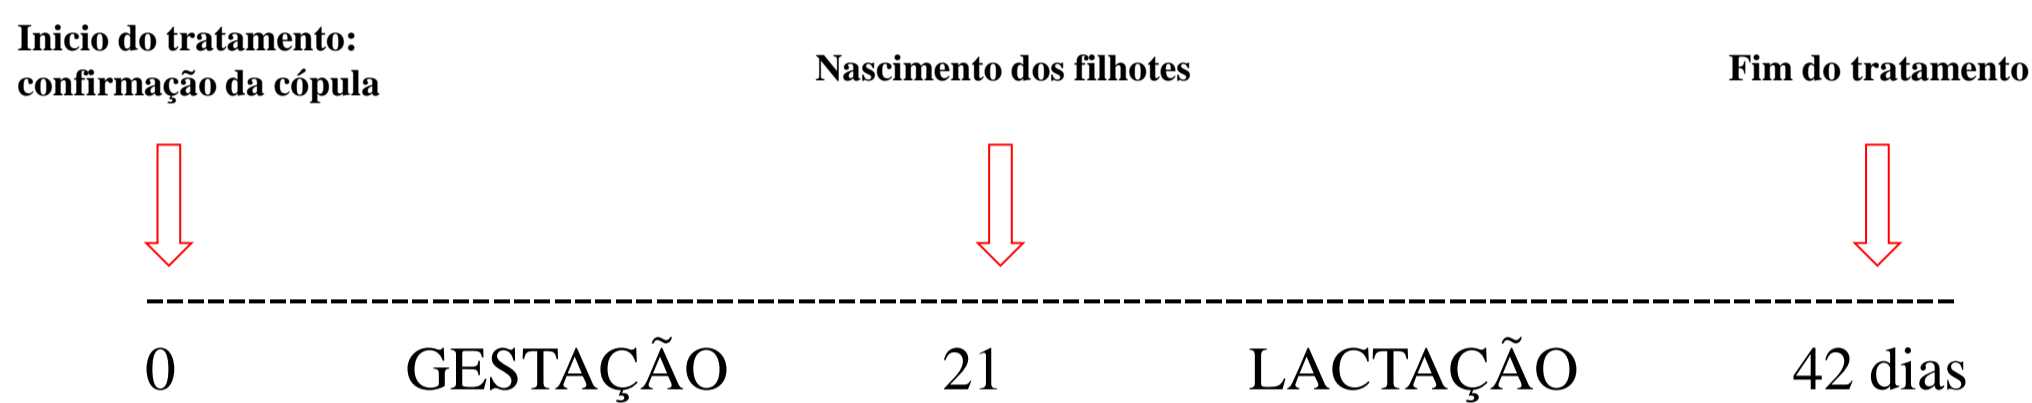 Inicio do tratamento:
confirmação da cópula
Nascimento dos filhotes
Fim do tratamento
0 GESTAÇÃO 21 LACTAÇÃO 42 dias